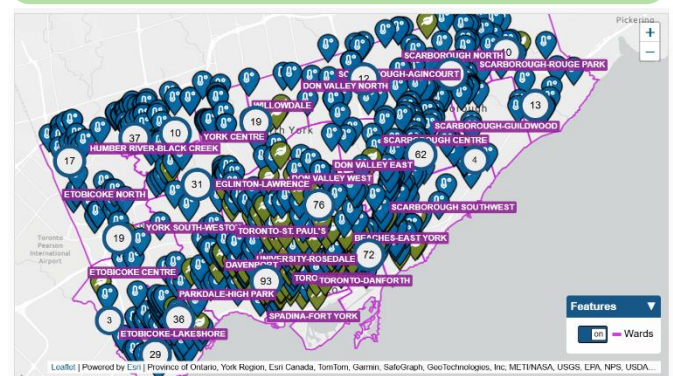 Pickering
+
−
SCARBOROUGH NORTH
SCARBOROUGH-ROUGE PARK
12
DON VALLEY NORTH
WILLOWDALE
13
19
SCARBOROUGH-GUILDWOOD
37
10
YORK CENTRE
HUMBER RIVER-BLACK CREEK
SCARBOROUGH CENTRE
17
DON VALLEY EAST
62
4
ETOBICOKE NORTH
31
EGLINTON-LAWRENCE
DON VALLEY WEST
76
SCARBOROUGH SOUTHWEST
19
TORONTO-ST. PAUL'S
BEACHES-EAST YORK
Toronto
Pearson
International
Airport
ETOBICOKE CENTRE
DAVENPORT
UNIVERSITY-ROSEDALE
72
93
TORONTO-DANFORTH
PARKDALE-HIGH PARK
3
36
SPADINA-FORT YORK
ETOBICOKE-LAKESHORE
29
Features ▼
on Wards
Leaflet | Powered by Esri | Province of Ontario, York Region, Esri Canada, TomTom, Garmin, SafeGraph, GeoTechnologies, Inc, METI/NASA, USGS, EPA, NPS, USDA...